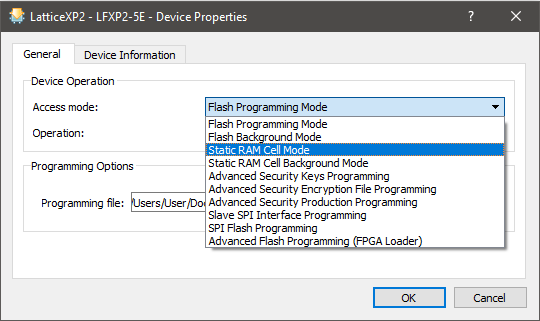 LatticeXP2 - LFXP2-5E - Device Properties
General Device Information
Device Operation
Access mode: Flash Programming Mode
Flash Programming Mode
Operation: Flash Background Mode
Static RAM Cell Mode
Static RAM Cell Background Mode
Programming Options
Advanced Security Keys Programming
Advanced Security Encryption File Programming
Programming file: /Users/User/Doc
Advanced Security Production Programming
Slave SPI Interface Programming
SPI Flash Programming
Advanced Flash Programming (FPGA Loader)
OK Cancel